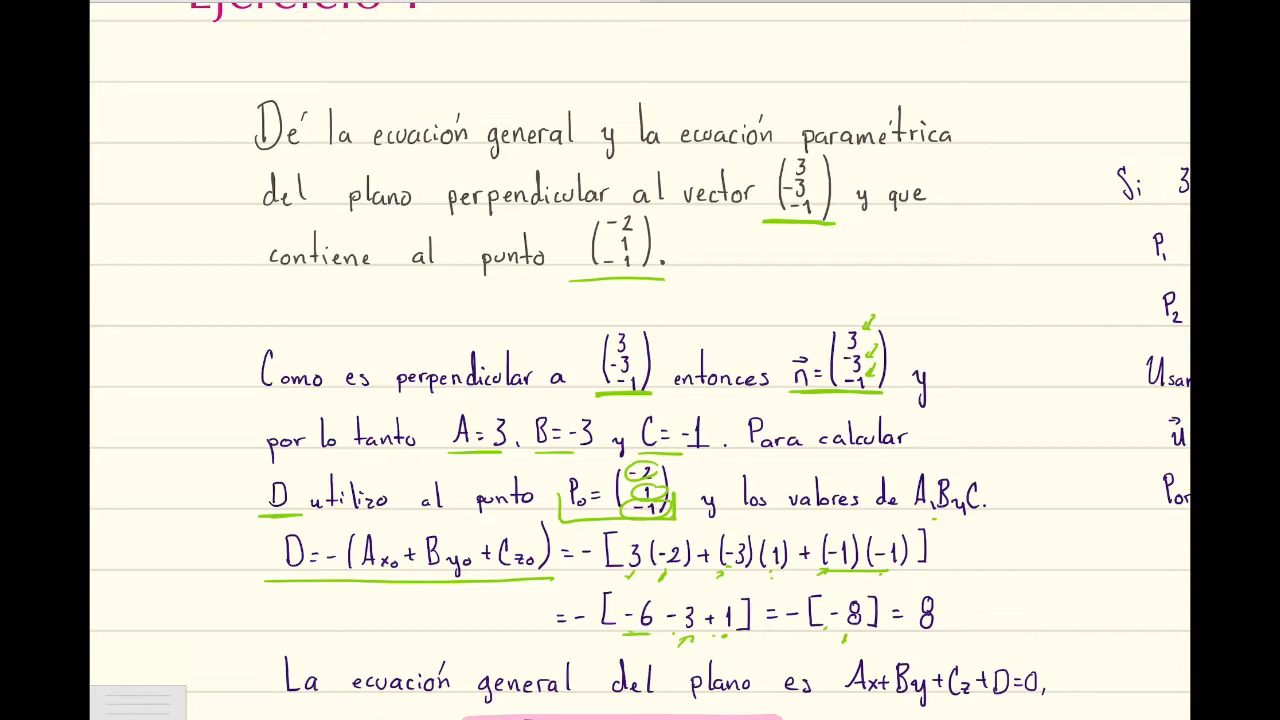 Ejercicio
Dé la ecuación general y la ecuación paramétrica
del plano perpendicular al vector (3 -3 -1) y que
contiene al punto (-2 1 -1).
Como es perpendicular a (3 -3 -1) entonces n⃗ = (3 -3 -1) y
por lo tanto A=3, B=-3 y C=-1. Para calcular
D utilizo al punto P₀ = (-2 1 -1) y los valores de A,B y C.
D = -(Ax₀ + By₀ + Cz₀) = -[3(-2) + (-3)(1) + (-1)(-1)]
= -[-6 -3 +1] = -[-8] = 8
La ecuación general del plano es Ax+By+Cz+D=0,
Si 3
P₁
P₂
u⃗